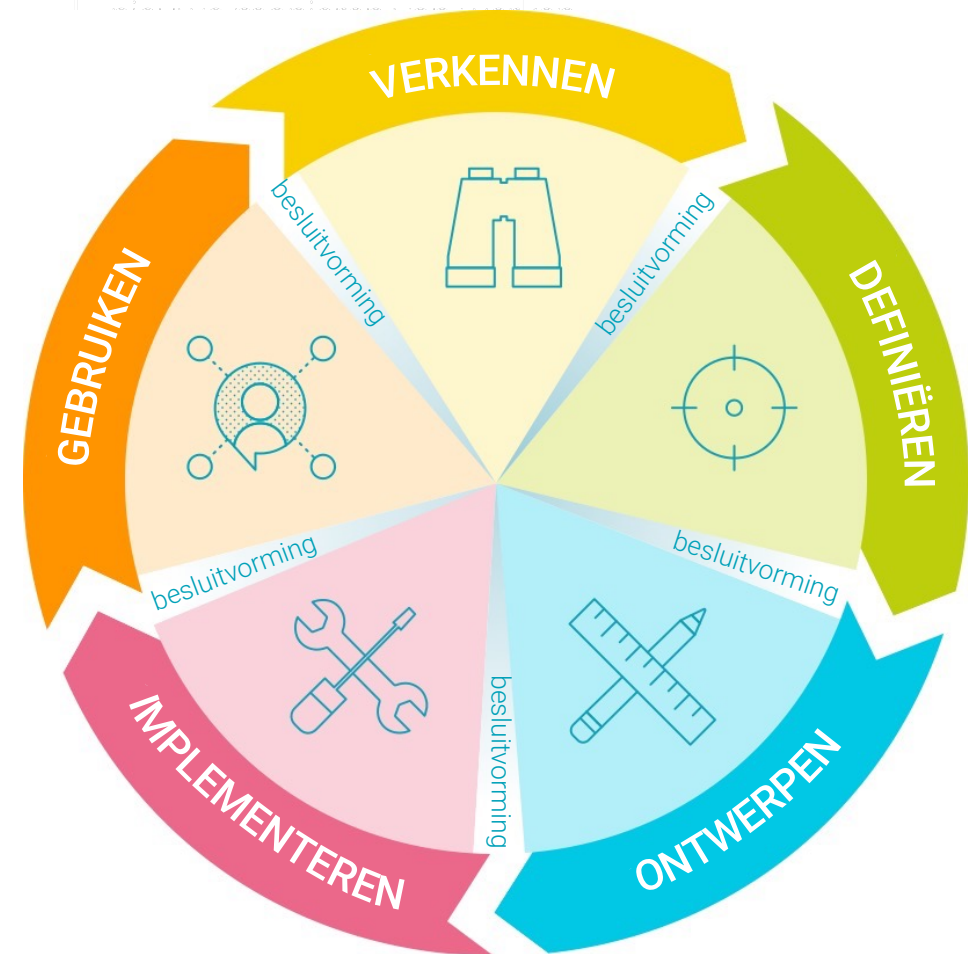 VERKENNEN
besluitvorming
DEFINIËREN
besluitvorming
ONTWERPEN
besluitvorming
IMPLEMENTEREN
besluitvorming
GEBRUIKEN
besluitvorming